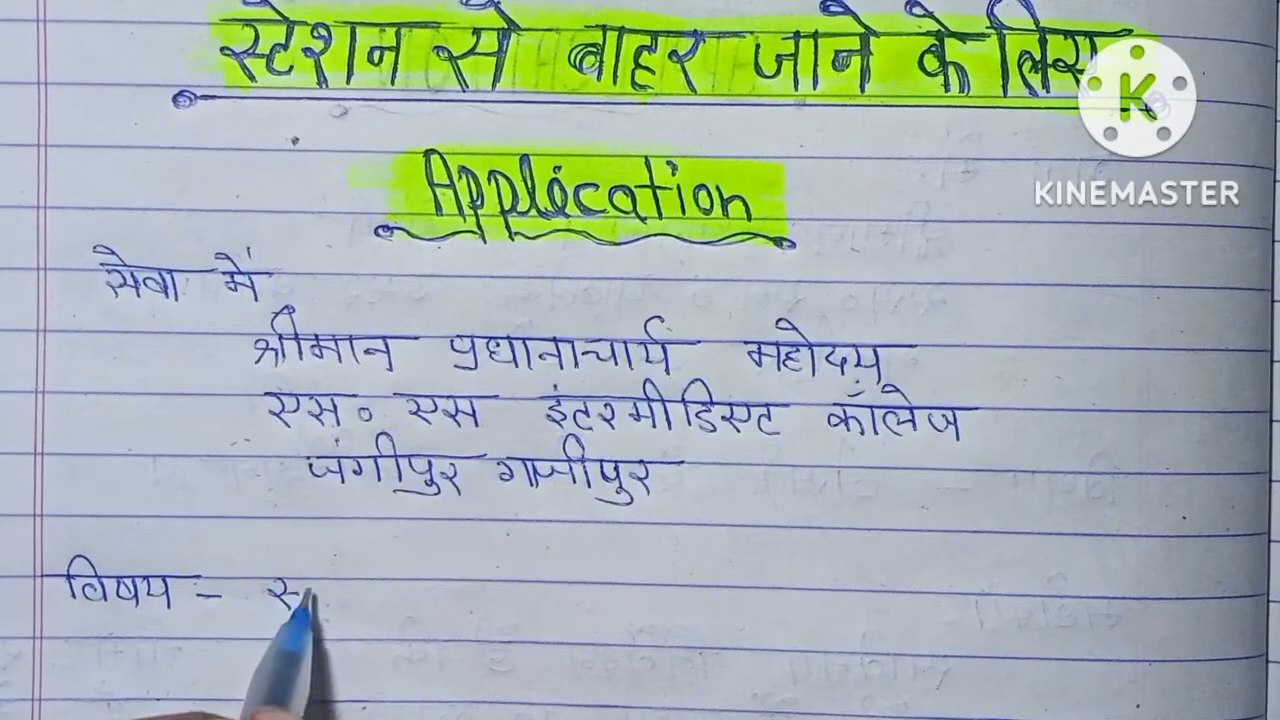 स्टेशन से बाहर जाने के लिए
K
KINEMASTER
Application
सेवा में
श्रीमान प्रधानाचार्य महोदय
एस० एस इंटरमीडिएट कॉलेज
जंगीपुर गाजीपुर
विषय -